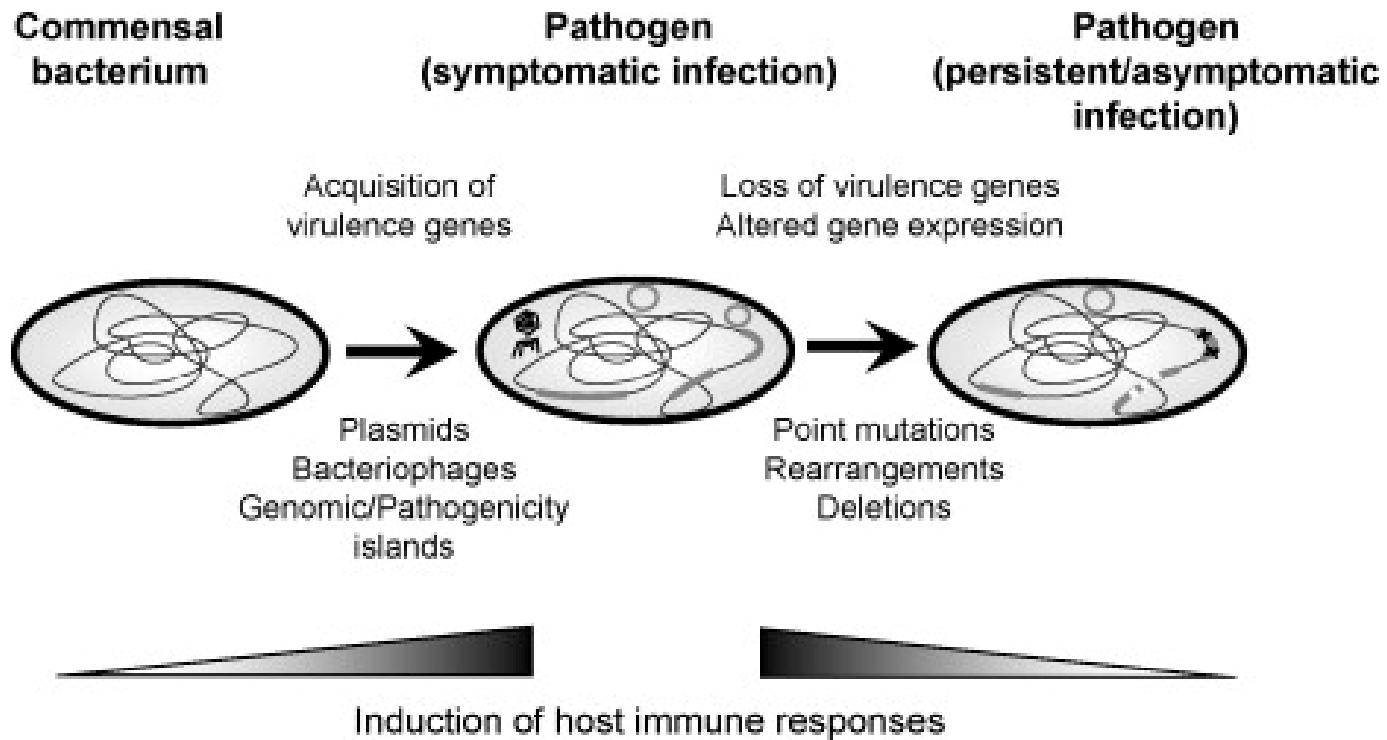 Commensal
bacterium
Pathogen
(symptomatic infection)
Pathogen
(persistent/asymptomatic
infection)
Acquisition of
virulence genes
Loss of virulence genes
Altered gene expression
Plasmids
Bacteriophages
Genomic/Pathogenicity
islands
Point mutations
Rearrangements
Deletions
Induction of host immune responses